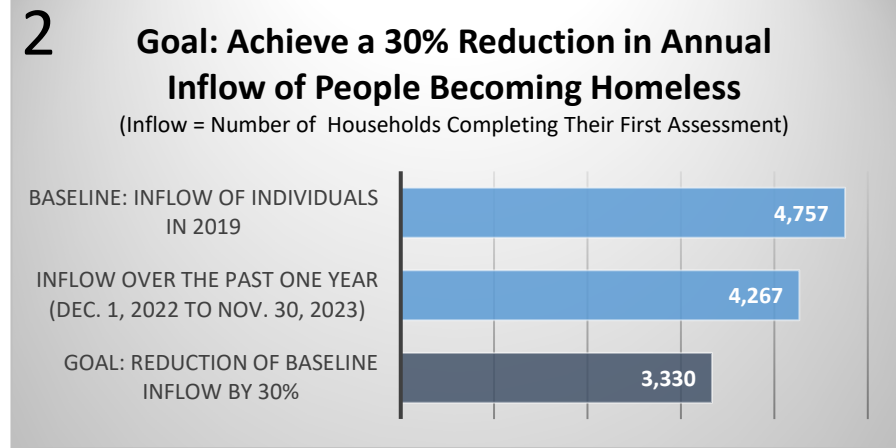 2
Goal: Achieve a 30% Reduction in Annual
Inflow of People Becoming Homeless
(Inflow = Number of Households Completing Their First Assessment)
BASELINE: INFLOW OF INDIVIDUALS
IN 2019
4,757
INFLOW OVER THE PAST ONE YEAR
(DEC. 1, 2022 TO NOV. 30, 2023)
4,267
GOAL: REDUCTION OF BASELINE
INFLOW BY 30%
3,330